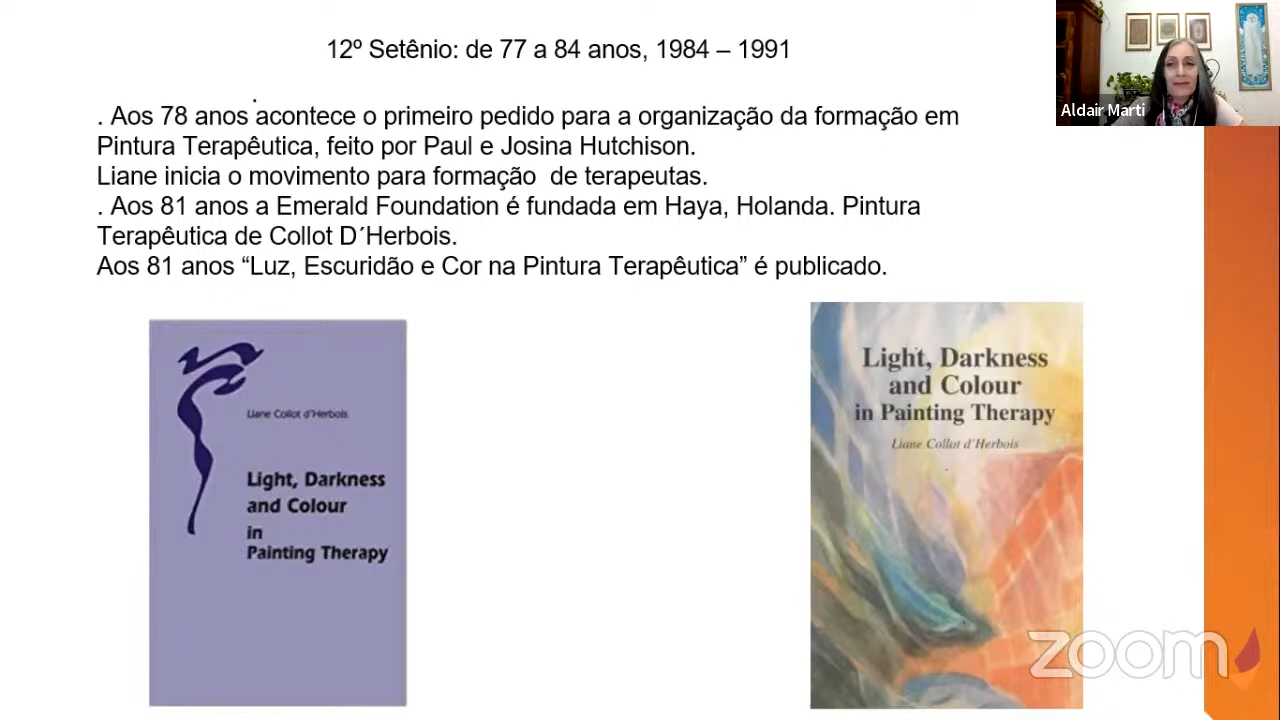 12º Setênio: de 77 a 84 anos, 1984 – 1991
Aldair Marti
.
. Aos 78 anos acontece o primeiro pedido para a organização da formação em
Pintura Terapêutica, feito por Paul e Josina Hutchison.
Liane inicia o movimento para formação  de terapeutas.
. Aos 81 anos a Emerald Foundation é fundada em Haya, Holanda. Pintura
Terapêutica de Collot D´Herbois.
Aos 81 anos “Luz, Escuridão e Cor na Pintura Terapêutica” é publicado.
Liane Collot d'Herbois
Light, Darkness
and Colour
in
Painting Therapy
Light, Darkness
and Colour
in Painting Therapy
Liane Collot d'Herbois
zoom